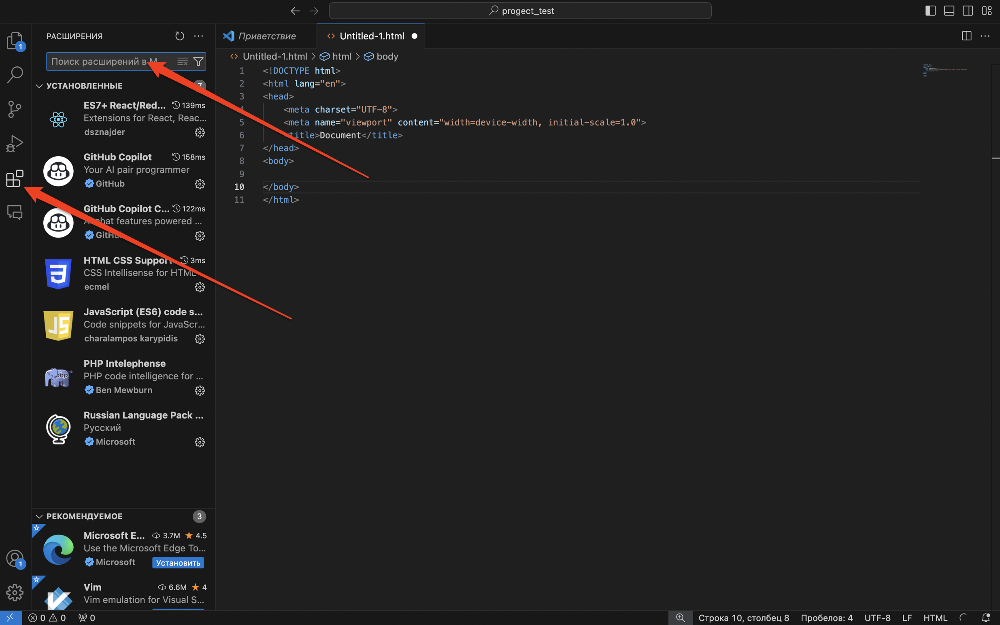 progect_test
РАСШИРЕНИЯ
Поиск расширений в M
УСТАНОВЛЕННЫЕ 7
ES7+ React/Red... 139ms
Extensions for React, Reac...
dsznajder
GitHub Copilot 158ms
Your AI pair programmer
GitHub
GitHub Copilot C... 122ms
AI chat features powered ...
GitHub
HTML CSS Support 3ms
CSS Intellisense for HTML
ecmel
JavaScript (ES6) code s...
Code snippets for JavaScr...
charalampos karypidis
PHP Intelephense
PHP code intelligence for ...
Ben Mewburn
Russian Language Pack ...
Русский
Microsoft
РЕКОМЕНДУЕМОЕ 3
Microsoft E... 3.7M 4.5
Use the Microsoft Edge To...
Microsoft Установить
Vim 6.6M 4
Vim emulation for Visual S...
1
1
JS
php
Приветствие
Untitled-1.html
Untitled-1.html > html > body
1 <!DOCTYPE html>
2 <html lang="en">
3 <head>
4 <meta charset="UTF-8">
5 <meta name="viewport" content="width=device-width, initial-scale=1.0">
6 <title>Document</title>
7 </head>
8 <body>
9
10 </body>
11 </html>
0 0 0
Строка 10, столбец 8 Пробелов: 4 UTF-8 LF HTML